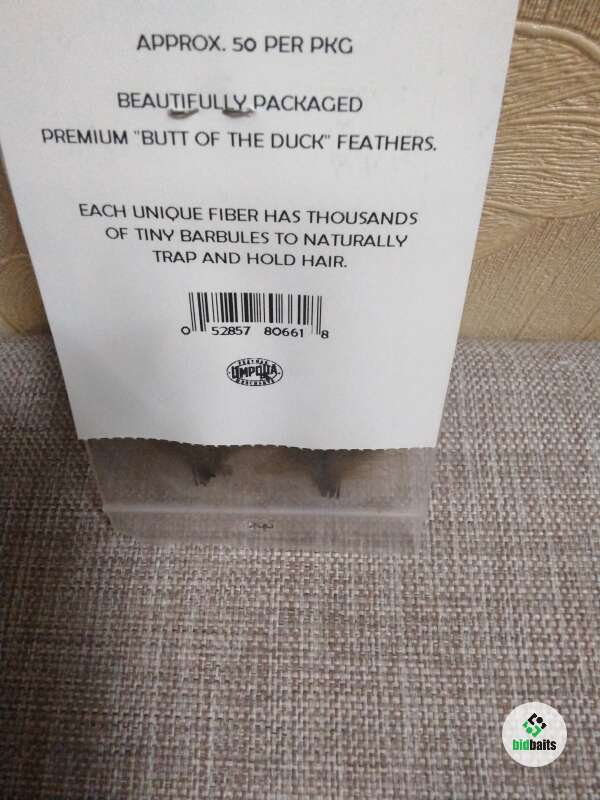 APPROX. 50 PER PKG
BEAUTIFULLY PACKAGED
PREMIUM "BUTT OF THE DUCK" FEATHERS.
EACH UNIQUE FIBER HAS THOUSANDS
OF TINY BARBULES TO NATURALLY
TRAP AND HOLD HAIR.
0 52857 80661 8
UMPQUA
bidbaits